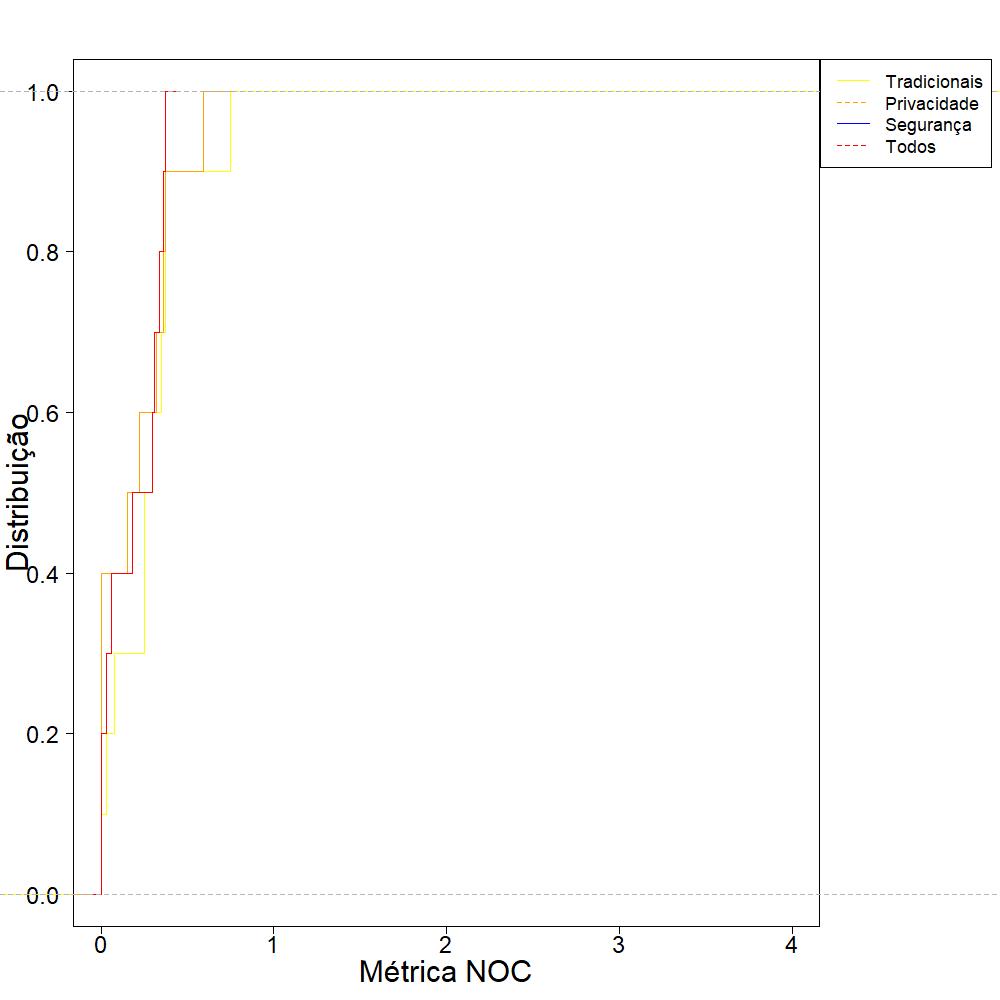 Tradicionais
Privacidade
Segurança
Todos
1.0
0.8
0.6
0.4
0.2
0.0
Distribuição
0 1 2 3 4
Métrica NOC